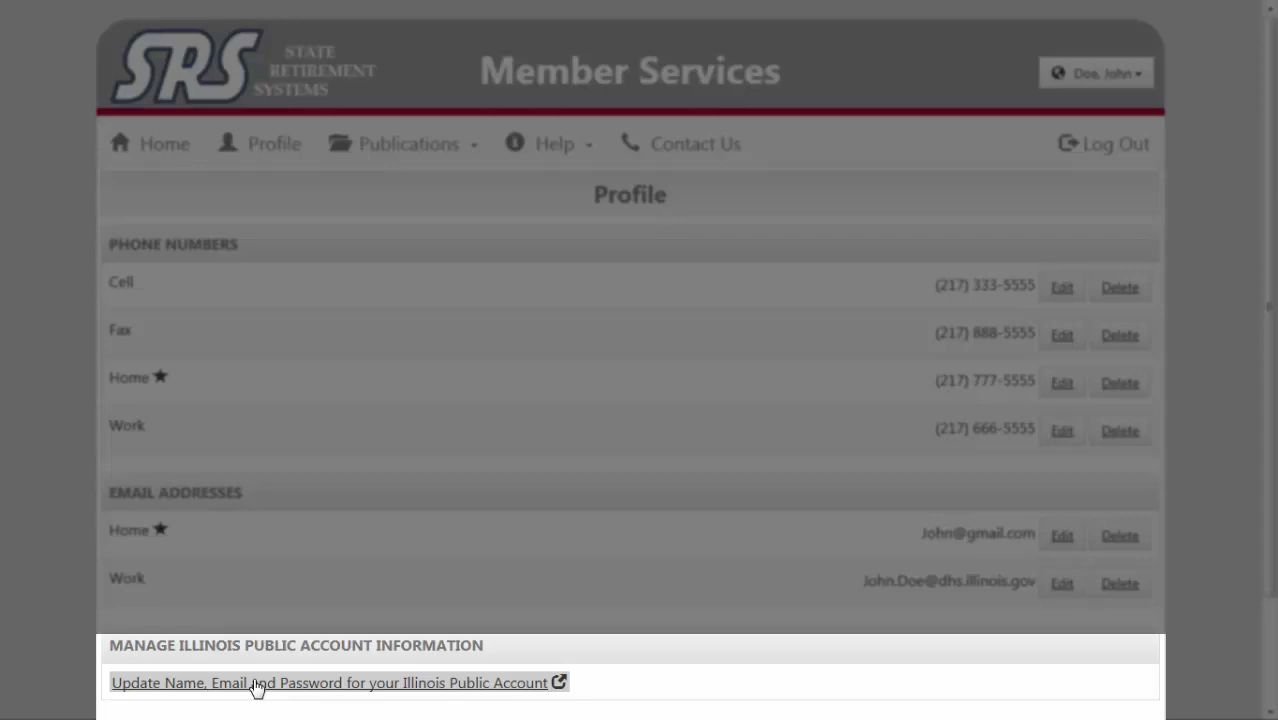 SRS STATE RETIREMENT SYSTEMS
Member Services
Doe, John
Home Profile Publications Help Contact Us Log Out
Profile
PHONE NUMBERS
Cell (217) 333-5555 Edit Delete
Fax (217) 888-5555 Edit Delete
Home (217) 777-5555 Edit Delete
Work (217) 666-5555 Edit Delete
EMAIL ADDRESSES
Home John@gmail.com Edit Delete
Work John.Doe@dhs.illinois.gov Edit Delete
MANAGE ILLINOIS PUBLIC ACCOUNT INFORMATION
Update Name, Email and Password for your Illinois Public Account